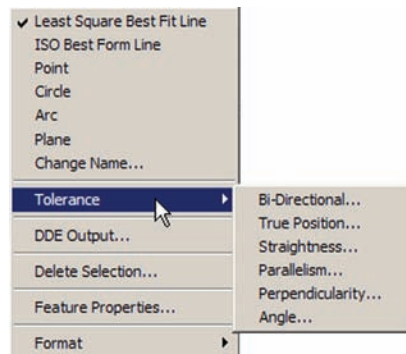 Least Square Best Fit Line
ISO Best Form Line
Point
Circle
Arc
Plane
Change Name...
Tolerance
DDE Output...
Delete Selection...
Feature Properties...
Format
Bi-Directional...
True Position...
Straightness...
Parallelism...
Perpendicularity...
Angle...